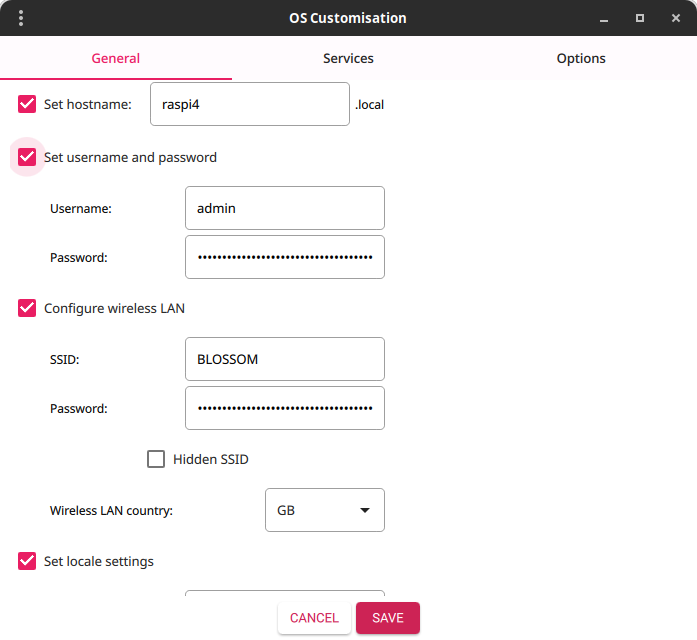 OS Customisation
General Services Options
Set hostname: raspi4 .local
Set username and password
Username: admin
Password: ••••••••••••••••••••••••••••••••••••
Configure wireless LAN
SSID: BLOSSOM
Password: ••••••••••••••••••••••••••••••••••••
Hidden SSID
Wireless LAN country: GB
Set locale settings
CANCEL SAVE